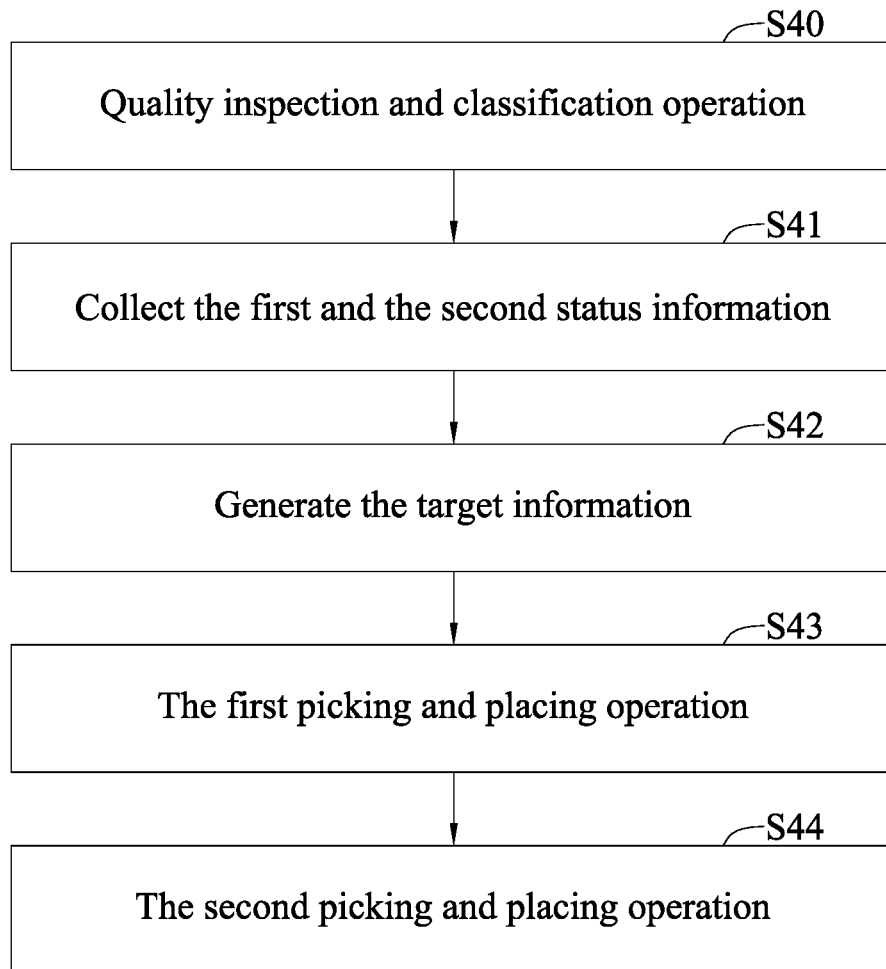 S40
Quality inspection and classification operation
S41
Collect the first and the second status information
S42
Generate the target information
S43
The first picking and placing operation
S44
The second picking and placing operation